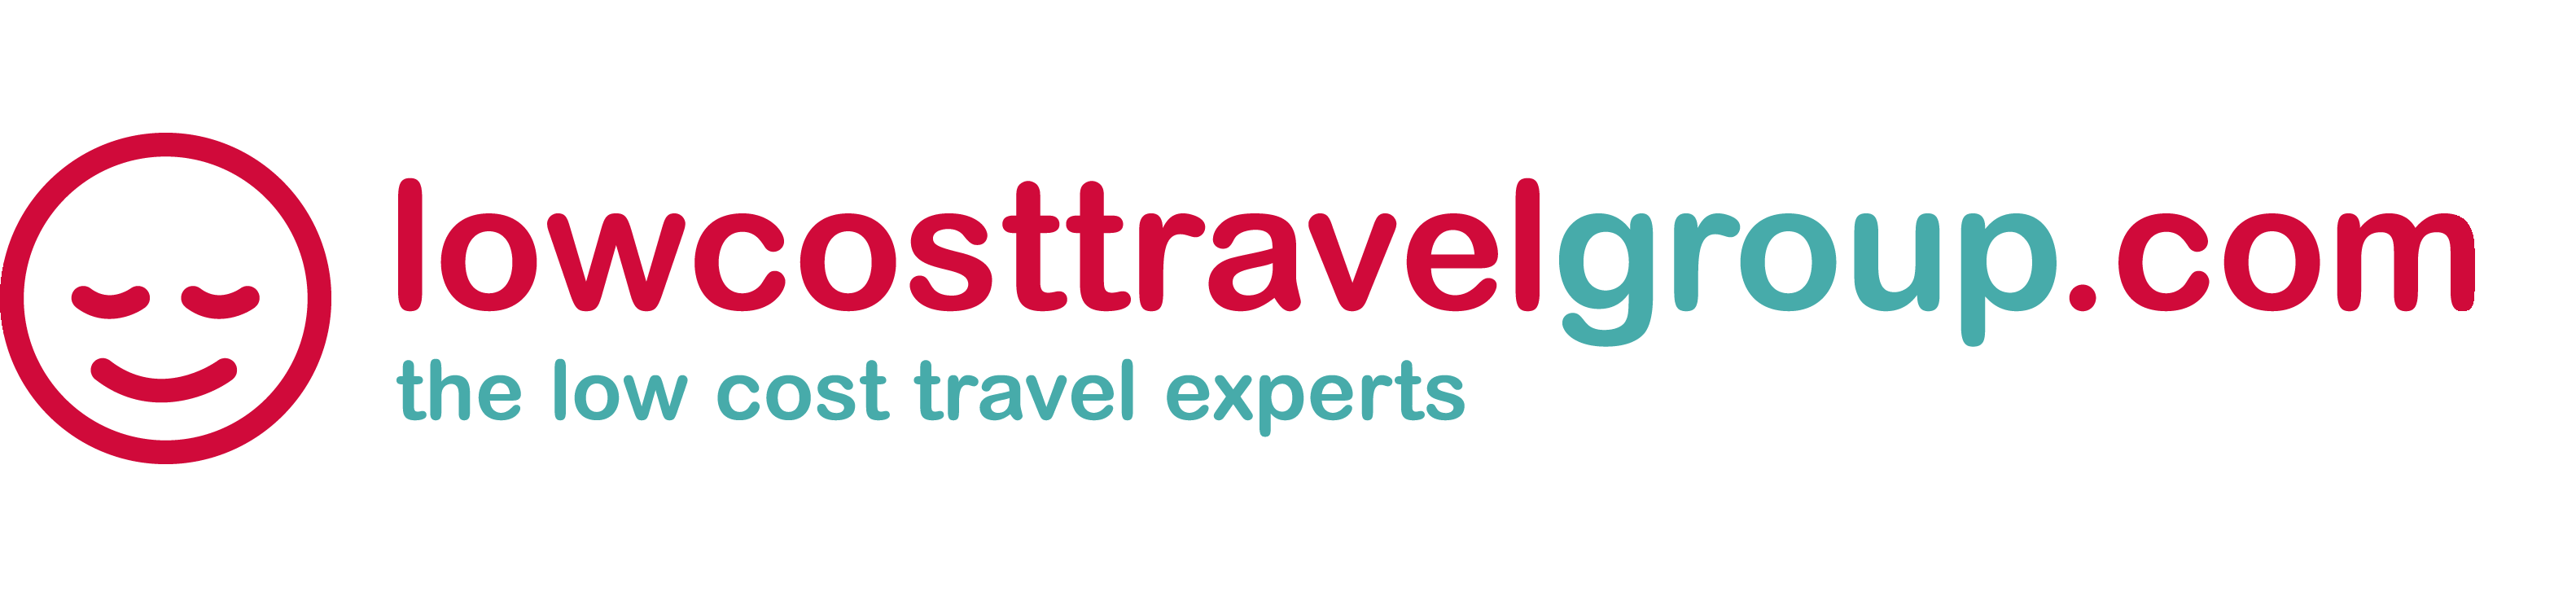 lowcosttravelgroup.com
the low cost travel experts